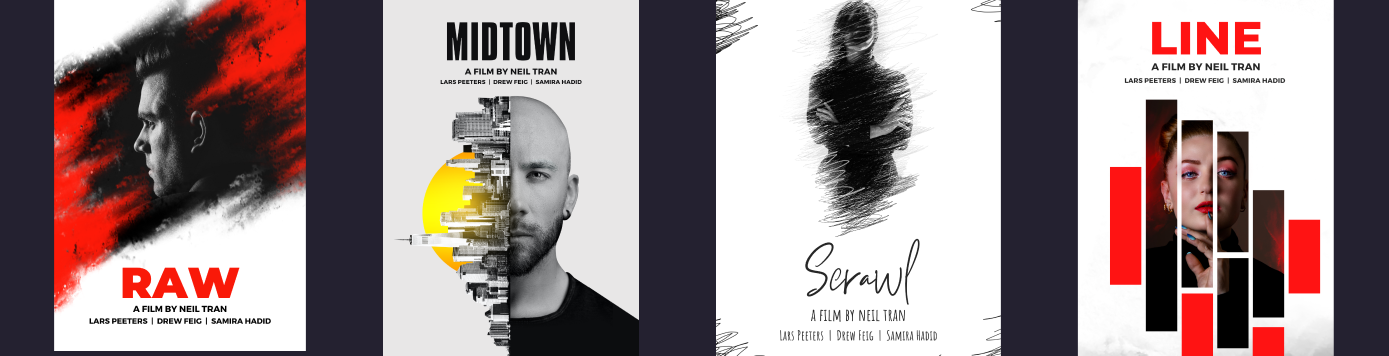 RAW
A FILM BY NEIL TRAN
LARS PEETERS | DREW FEIG | SAMIRA HADID
MIDTOWN
A FILM BY NEIL TRAN
LARS PEETERS | DREW FEIG | SAMIRA HADID
Scrawl
A FILM BY NEIL TRAN
LARS PEETERS | DREW FEIG | SAMIRA HADID
LINE
A FILM BY NEIL TRAN
LARS PEETERS | DREW FEIG | SAMIRA HADID